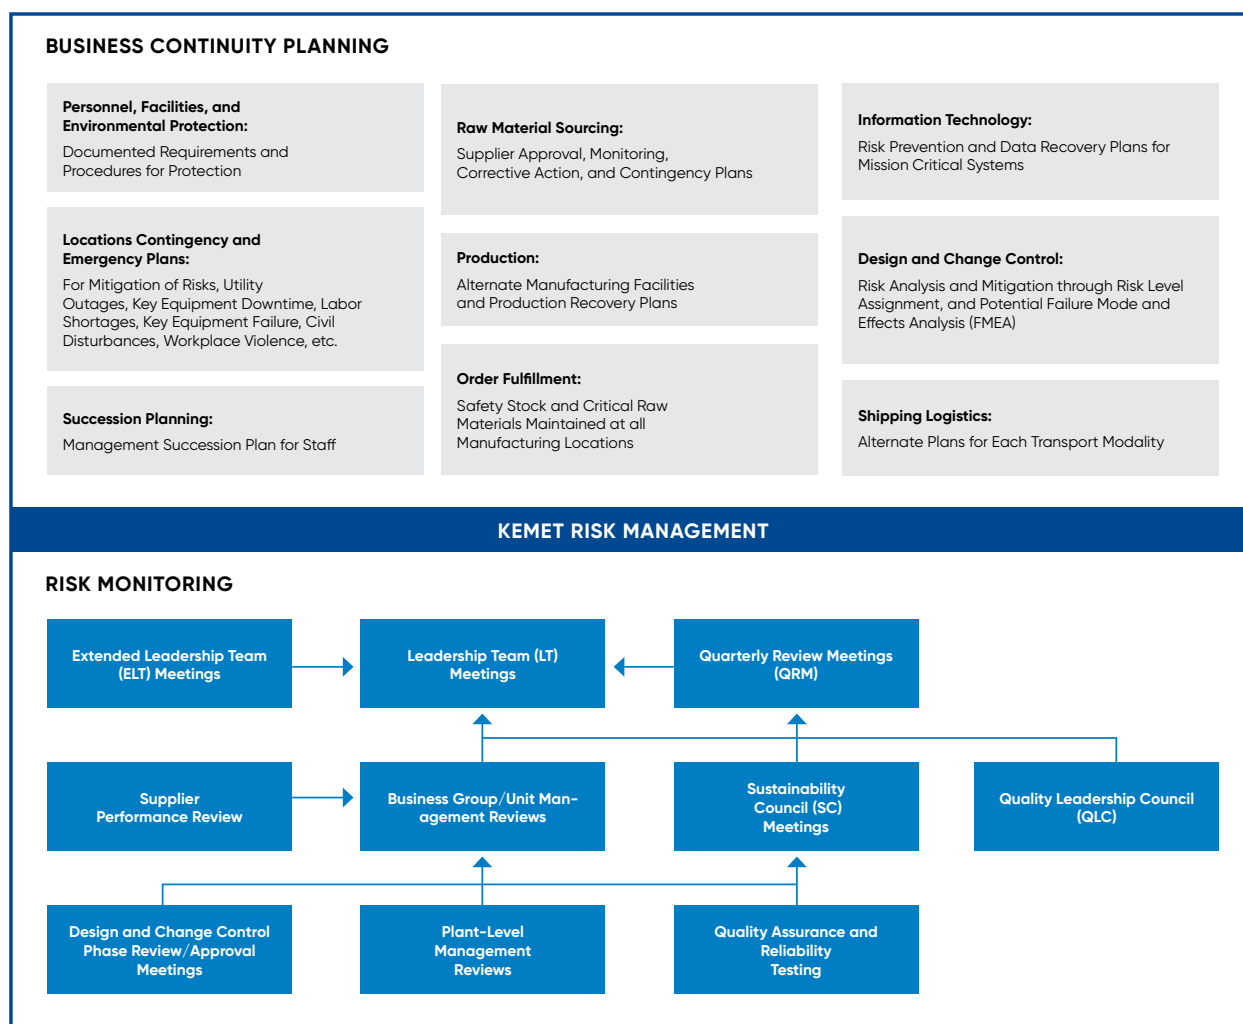 BUSINESS CONTINUITY PLANNING
Personnel, Facilities, and
Environmental Protection:
Documented Requirements and
Procedures for Protection
Locations Contingency and
Emergency Plans:
For Mitigation of Risks, Utility
Outages, Key Equipment Downtime, Labor
Shortages, Key Equipment Failure, Civil
Disturbances, Workplace Violence, etc.
Succession Planning:
Management Succession Plan for Staff
Raw Material Sourcing:
Supplier Approval, Monitoring,
Corrective Action, and Contingency Plans
Production:
Alternate Manufacturing Facilities
and Production Recovery Plans
Order Fulfillment:
Safety Stock and Critical Raw
Materials Maintained at all
Manufacturing Locations
Information Technology:
Risk Prevention and Data Recovery Plans for
Mission Critical Systems
Design and Change Control:
Risk Analysis and Mitigation through Risk Level
Assignment, and Potential Failure Mode and
Effects Analysis (FMEA)
Shipping Logistics:
Alternate Plans for Each Transport Modality
KEMET RISK MANAGEMENT
RISK MONITORING
Extended Leadership Team
(ELT) Meetings
Leadership Team (LT)
Meetings
Quarterly Review Meetings
(QRM)
Supplier
Performance Review
Business Group/Unit Man-
agement Reviews
Sustainability
Council (SC)
Meetings
Quality Leadership Council
(QLC)
Design and Change Control
Phase Review/Approval
Meetings
Plant-Level
Management
Reviews
Quality Assurance and
Reliability
Testing